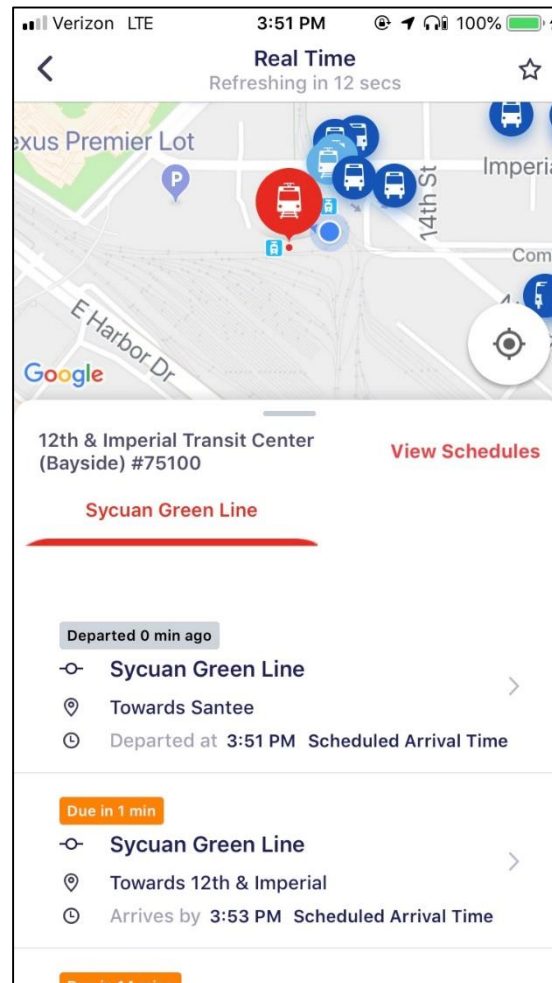 Verizon LTE 3:51 PM 100%
Real Time
Refreshing in 12 secs
exus Premier Lot
P
Imperia
14th St
Com
E Harbor Dr
Google
12th & Imperial Transit Center
(Bayside) #75100
View Schedules
Sycuan Green Line
Departed 0 min ago
Sycuan Green Line
Towards Santee
Departed at 3:51 PM Scheduled Arrival Time
Due in 1 min
Sycuan Green Line
Towards 12th & Imperial
Arrives by 3:53 PM Scheduled Arrival Time